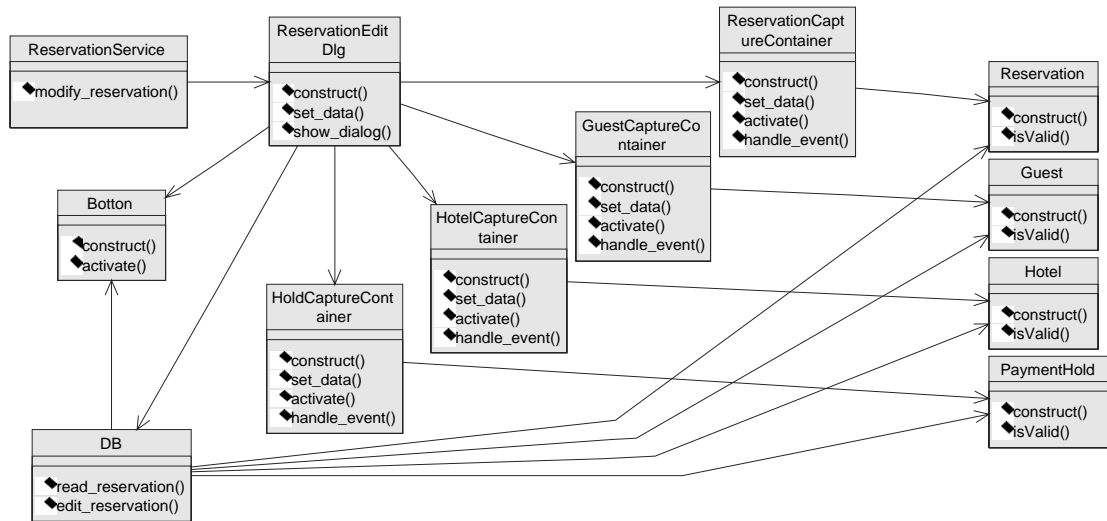 ReservationService
modify_reservation()
ReservationEdit
Dlg
construct()
set_data()
show_dialog()
ReservationCapt
ureContainer
construct()
set_data()
activate()
handle_event()
Reservation
construct()
isValid()
GuestCaptureCo
ntainer
construct()
set_data()
activate()
handle_event()
Guest
construct()
isValid()
Botton
construct()
activate()
HotelCaptureCon
tainer
construct()
set_data()
activate()
handle_event()
Hotel
construct()
isValid()
HoldCaptureCont
ainer
construct()
set_data()
activate()
handle_event()
PaymentHold
construct()
isValid()
DB
read_reservation()
edit_reservation()